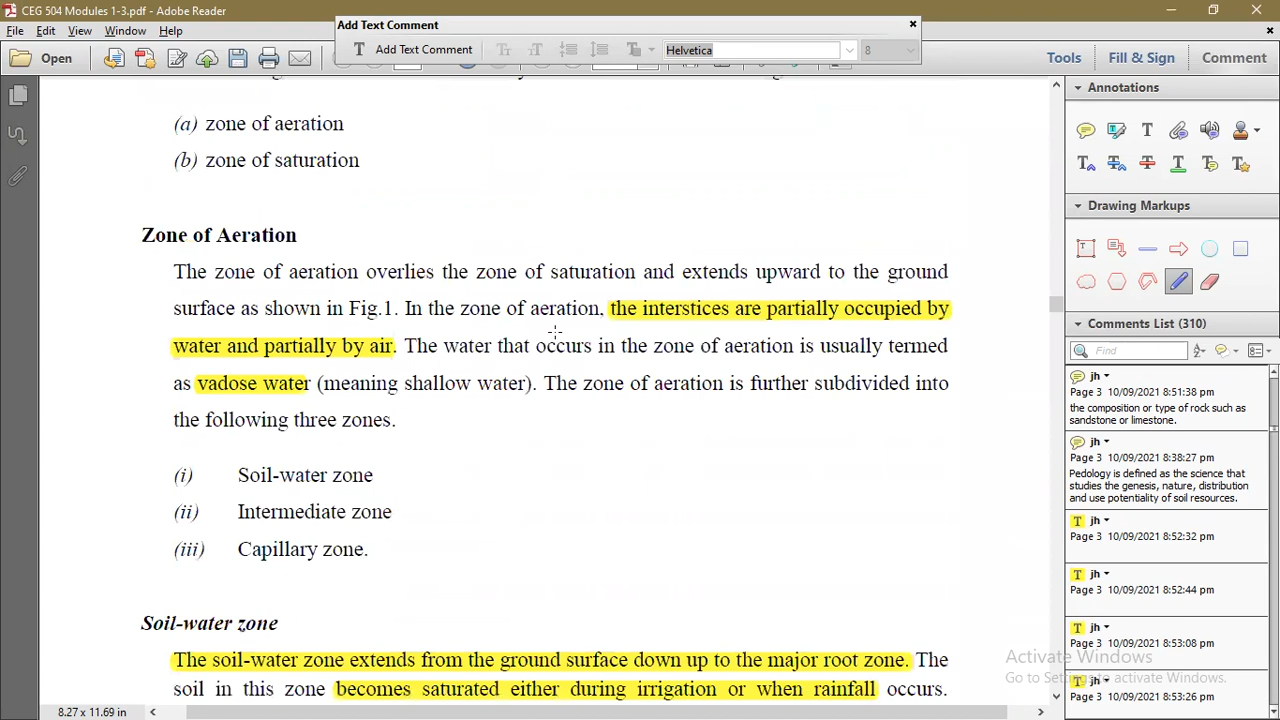 CEG 504 Modules 1-3.pdf - Adobe Reader
File Edit View Window Help
Add Text Comment
Open
Add Text Comment
Helvetica
8
Tools
Fill & Sign
Comment
(a) zone of aeration
(b) zone of saturation
Zone of Aeration
The zone of aeration overlies the zone of saturation and extends upward to the ground
surface as shown in Fig.1. In the zone of aeration, the interstices are partially occupied by
water and partially by air. The water that occurs in the zone of aeration is usually termed
as vadose water (meaning shallow water). The zone of aeration is further subdivided into
the following three zones.
(i) Soil-water zone
(ii) Intermediate zone
(iii) Capillary zone.
Soil-water zone
The soil-water zone extends from the ground surface down up to the major root zone. The
soil in this zone becomes saturated either during irrigation or when rainfall occurs.
8.27 x 11.69 in
Annotations
Drawing Markups
Comments List (310)
Find
jh
Page 3 10/09/2021 8:51:38 pm
the composition or type of rock such as
sandstone or limestone.
jh
Page 3 10/09/2021 8:38:27 pm
Pedology is defined as the science that
studies the genesis, nature, distribution
and use potentiality of soil resources.
jh
Page 3 10/09/2021 8:52:32 pm
jh
Page 3 10/09/2021 8:52:44 pm
jh
Page 3 10/09/2021 8:53:08 pm
jh
Page 3 10/09/2021 8:53:26 pm
Activate Windows
Go to Settings to activate Windows.